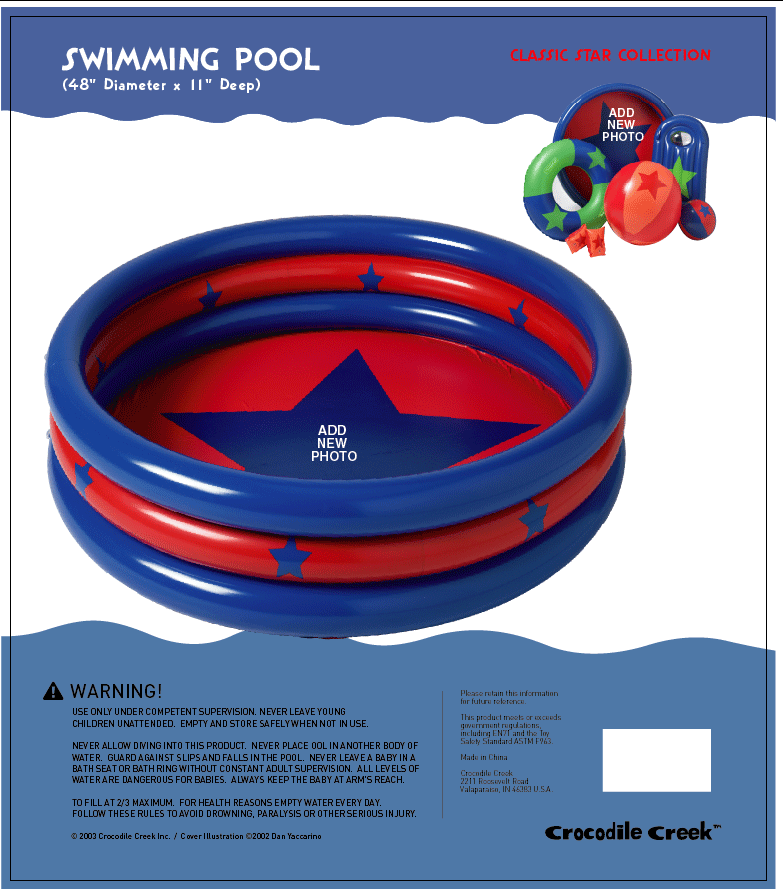 SWIMMING POOL
(48" Diameter x 11" Deep)
CLASSIC STAR COLLECTION
ADD
NEW
PHOTO
ADD
NEW
PHOTO
WARNING!
USE ONLY UNDER COMPETENT SUPERVISION. NEVER LEAVE YOUNG
CHILDREN UNATTENDED. EMPTY AND STORE SAFELY WHEN NOT IN USE.
NEVER ALLOW DIVING INTO THIS PRODUCT. NEVER PLACE OOL IN ANOTHER BODY OF
WATER. GUARD AGAINST SLIPS AND FALLS IN THE POOL. NEVER LEAVE A BABY IN A
BATH SEAT OR BATH RING WITHOUT CONSTANT ADULT SUPERVISION. ALL LEVELS OF
WATER ARE DANGEROUS FOR BABIES. ALWAYS KEEP THE BABY AT ARM'S REACH.
TO FILL AT 2/3 MAXIMUM. FOR HEALTH REASONS EMPTY WATER EVERY DAY.
FOLLOW THESE RULES TO AVOID DROWNING, PARALYSIS OR OTHER SERIOUS INJURY.
© 2003 Crocodile Creek Inc. / Cover Illustration ©2002 Dan Yaccarino
Please retain this information
for future reference.
This product meets or exceeds
government regulations,
including EN71 and the Toy
Safety Standard ASTM F963.
Made in China
Crocodile Creek
2211 Roosevelt Road
Valaparaiso, IN 46383 U.S.A.
Crocodile Creek™